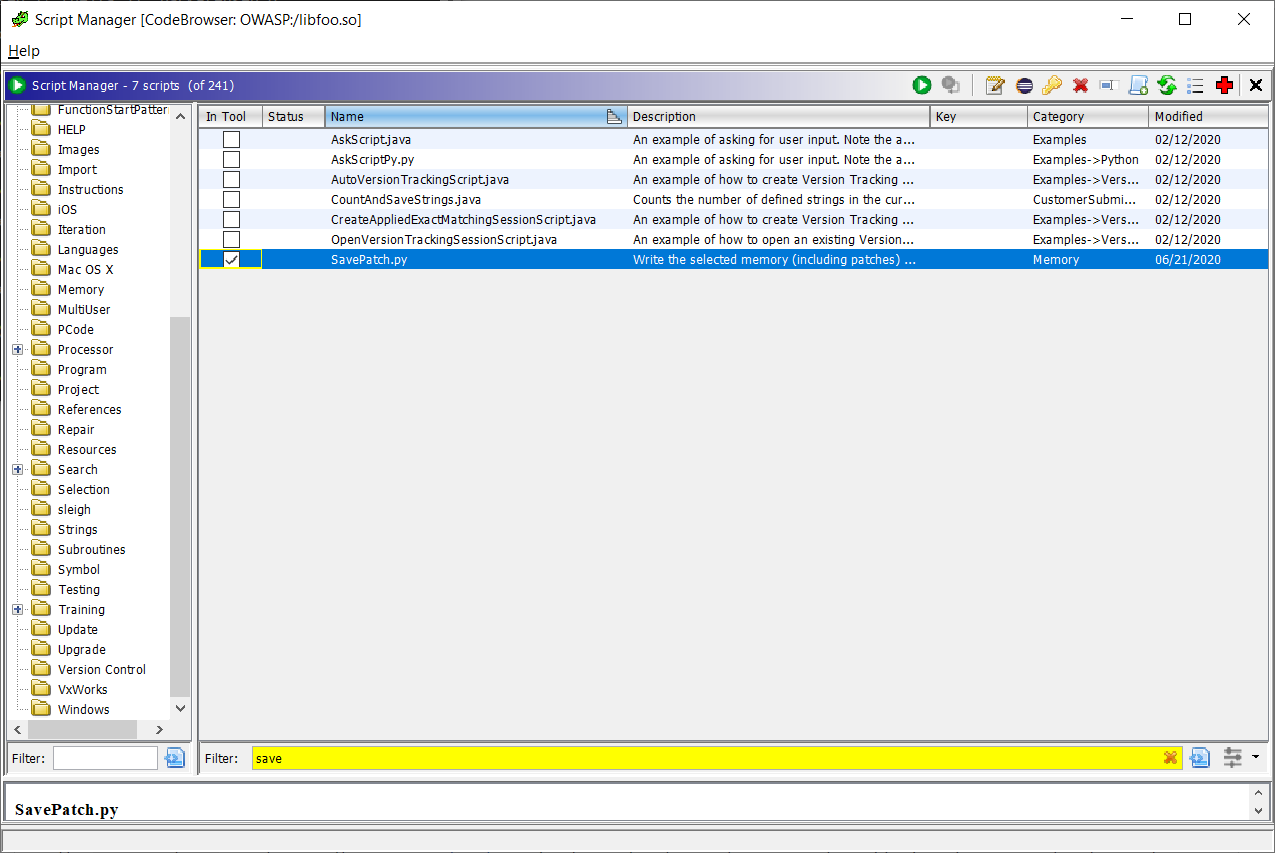 Script Manager [CodeBrowser: OWASP:/libfoo.so]
Help
Script Manager - 7 scripts (of 241)
FunctionStartPatter
HELP
Images
Import
Instructions
iOS
Iteration
Languages
Mac OS X
Memory
MultiUser
PCode
Processor
Program
Project
References
Repair
Resources
Search
Selection
sleigh
Strings
Subroutines
Symbol
Testing
Training
Update
Upgrade
Version Control
VxWorks
Windows
Filter:
In Tool Status Name Description Key Category Modified
AskScript.java An example of asking for user input. Note the a... Examples 02/12/2020
AskScriptPy.py An example of asking for user input. Note the a... Examples->Python 02/12/2020
AutoVersionTrackingScript.java An example of how to create Version Tracking ... Examples->Vers... 02/12/2020
CountAndSaveStrings.java Counts the number of defined strings in the cur... CustomerSubmi... 02/12/2020
CreateAppliedExactMatchingSessionScript.java An example of how to create Version Tracking ... Examples->Vers... 02/12/2020
OpenVersionTrackingSessionScript.java An example of how to open an existing Version... Examples->Vers... 02/12/2020
SavePatch.py Write the selected memory (including patches) ... Memory 06/21/2020
Filter: save
SavePatch.py